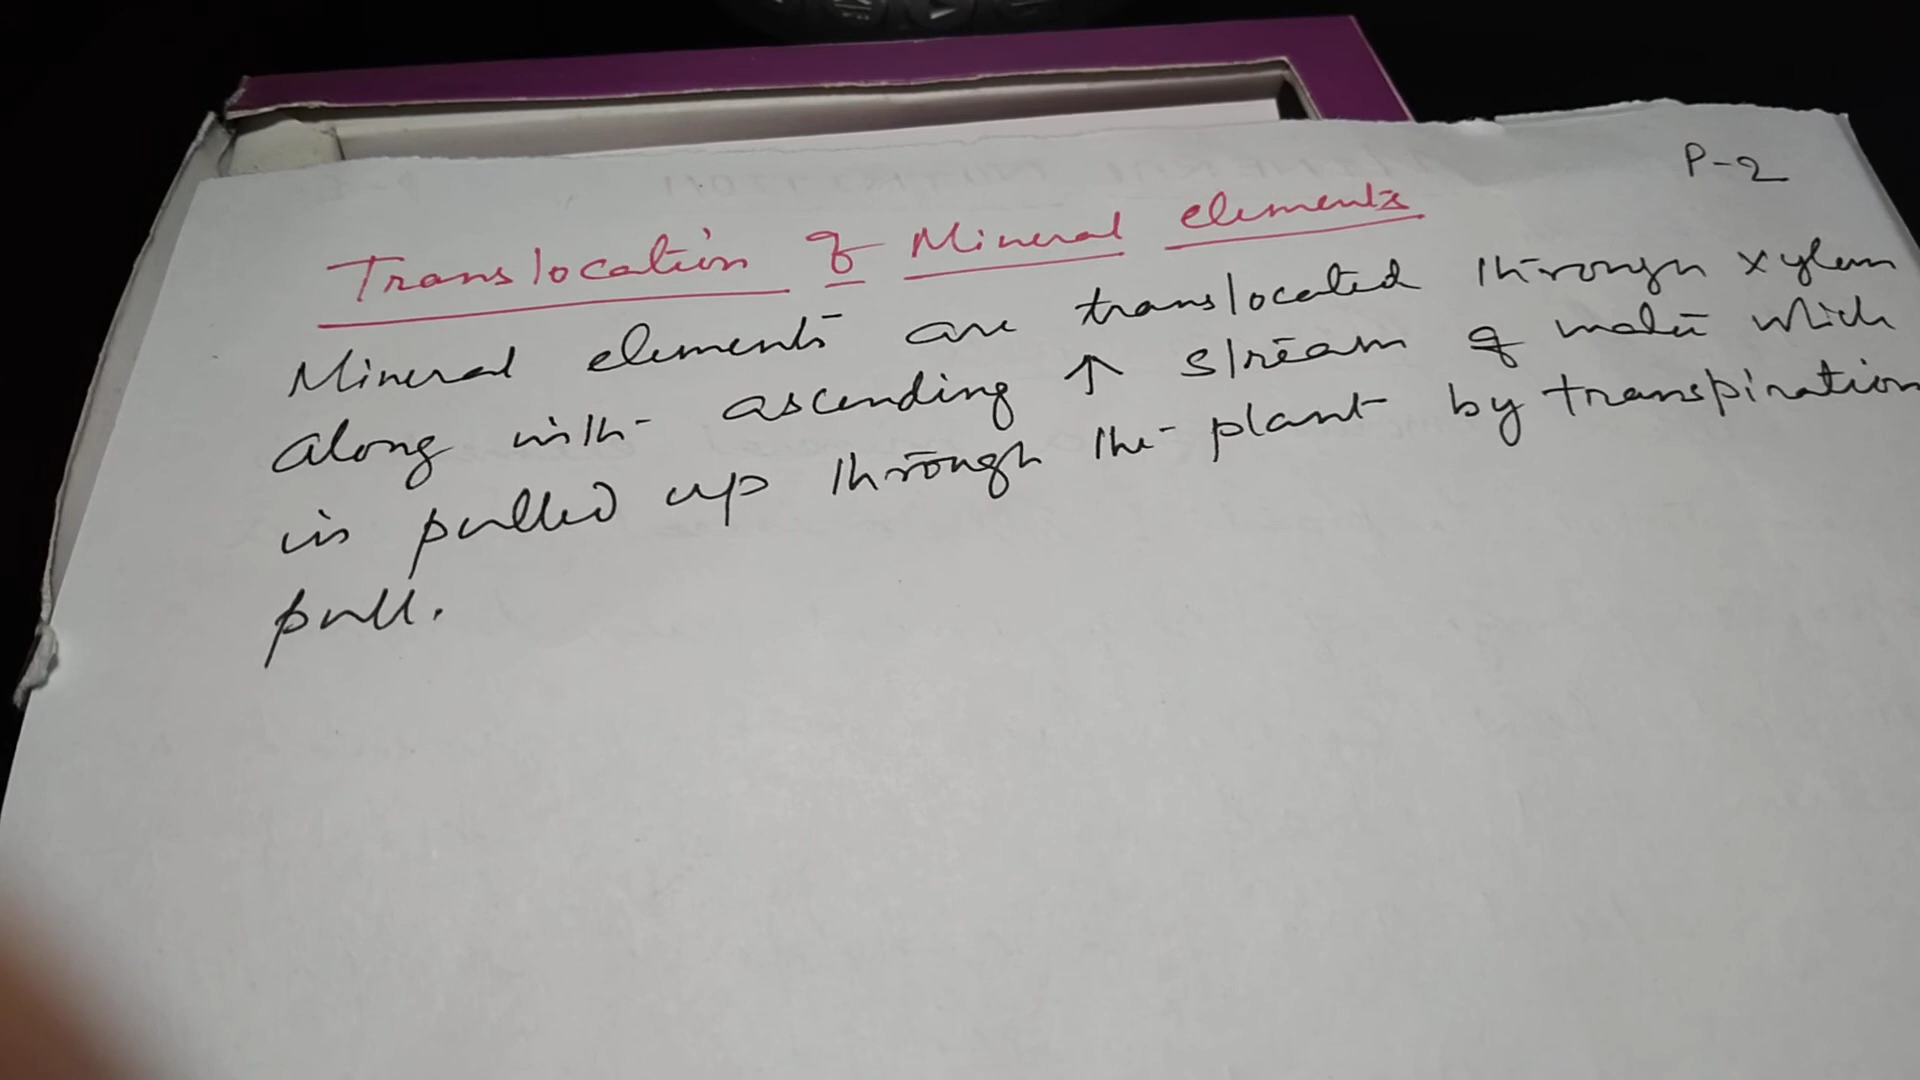 P-2
Translocation of Mineral elements
Mineral elements are translocated through xylem
along with ascending ↑ stream of water which
is pulled up through the plant by transpiration
pull.